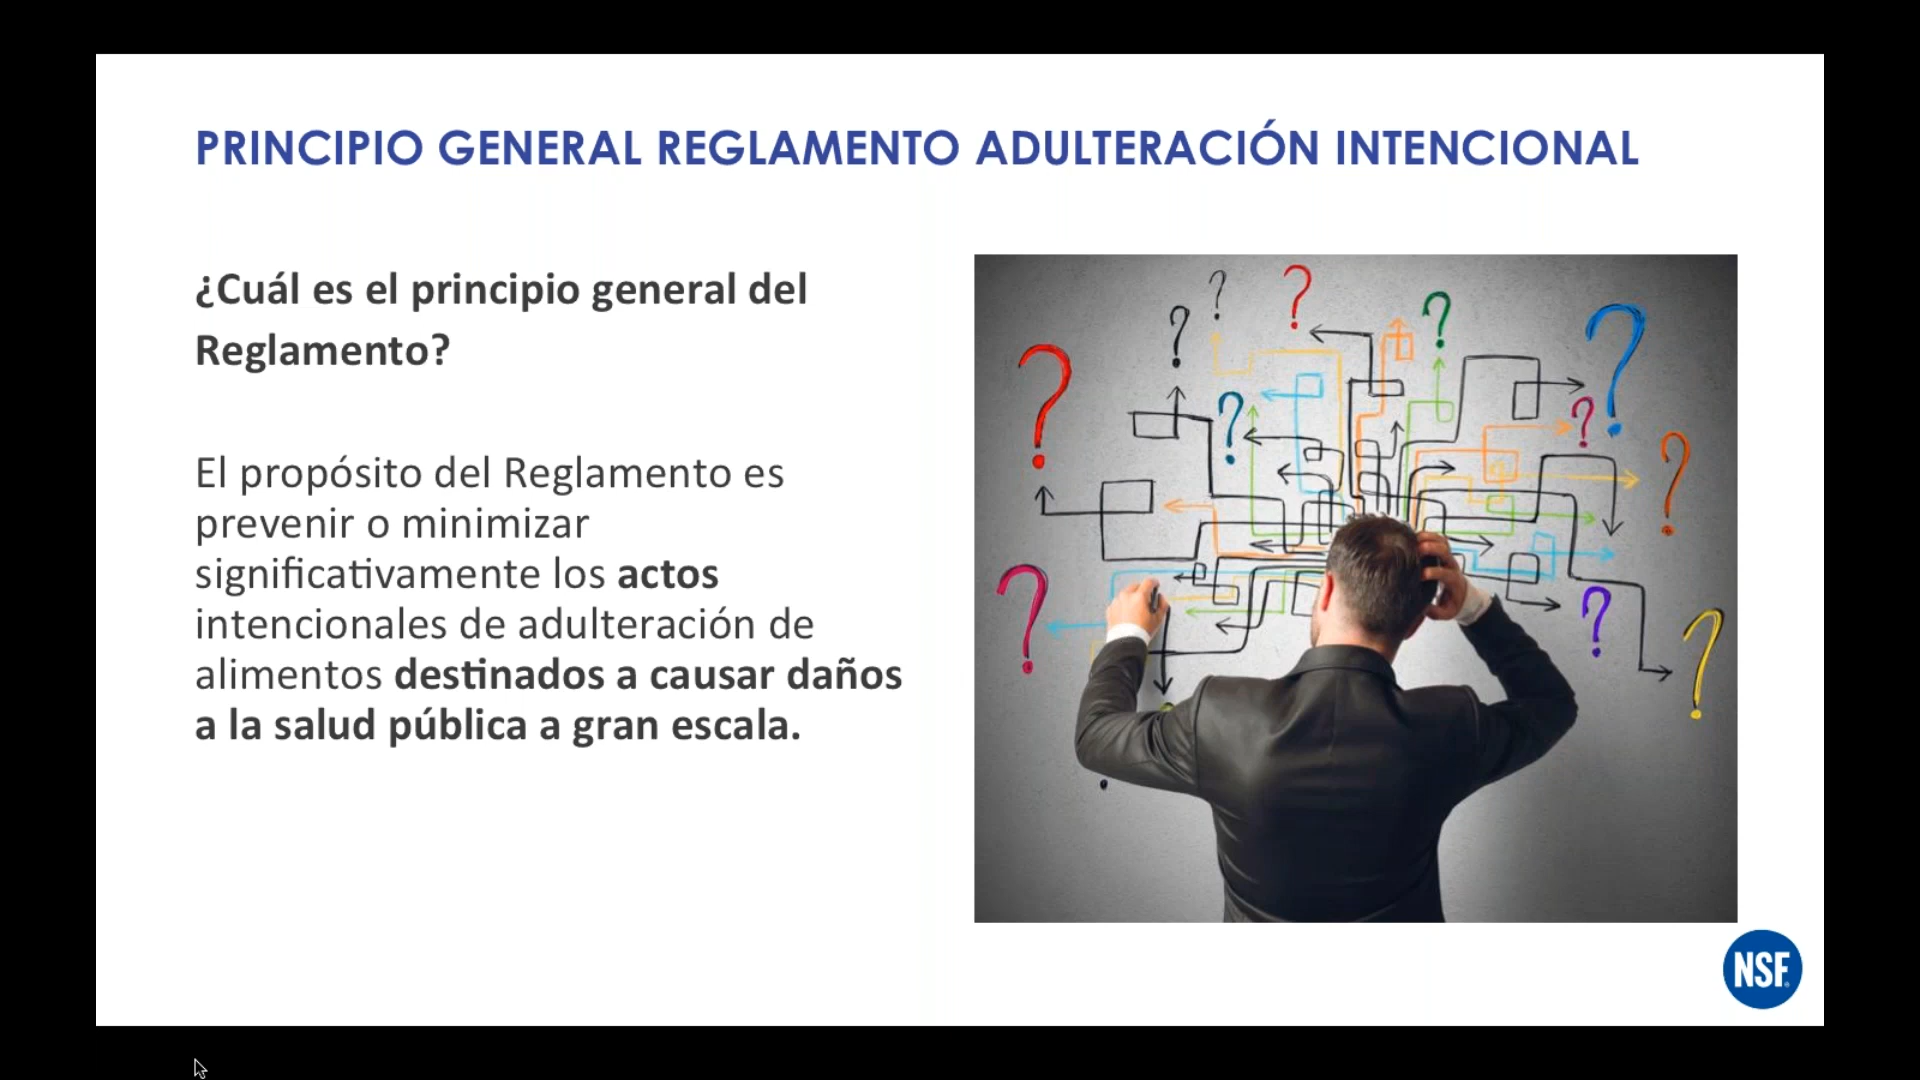 PRINCIPIO GENERAL REGLAMENTO ADULTERACIÓN INTENCIONAL
¿Cuál es el principio general del
Reglamento?
El propósito del Reglamento es
prevenir o minimizar
significativamente los actos
intencionales de adulteración de
alimentos destinados a causar daños
a la salud pública a gran escala.
? ? ? ? ? ? ? ? ? ? ? ?
NSF